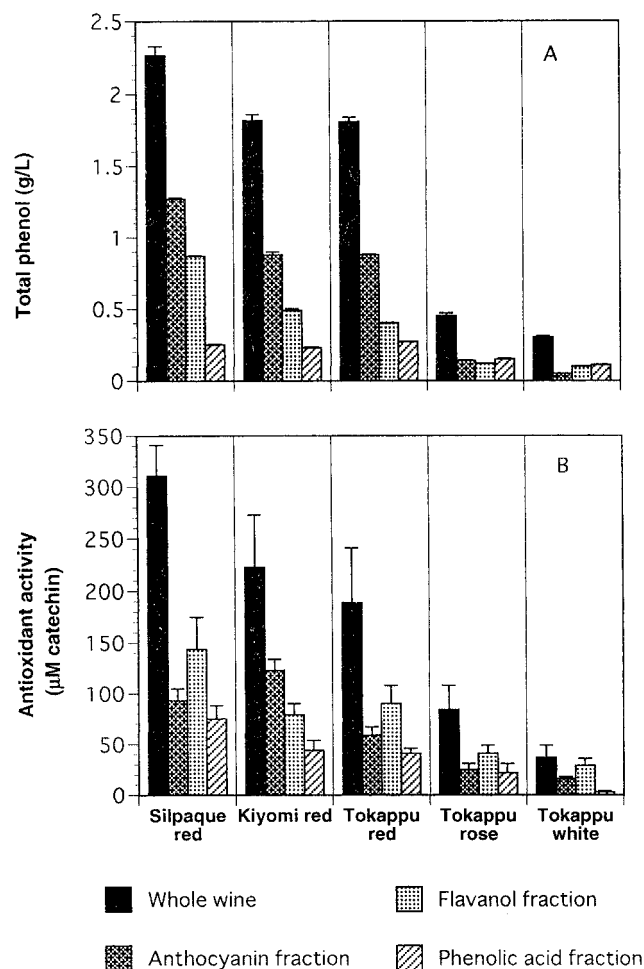 A
Total phenol (g/L)
2.5
2
1.5
1
0.5
0
B
Antioxidant activity
(μM catechin)
350
300
250
200
150
100
50
0
Silpaque
red
Kiyomi red
Tokappu
red
Tokappu
rose
Tokappu
white
Whole wine
Flavanol fraction
Anthocyanin fraction
Phenolic acid fraction